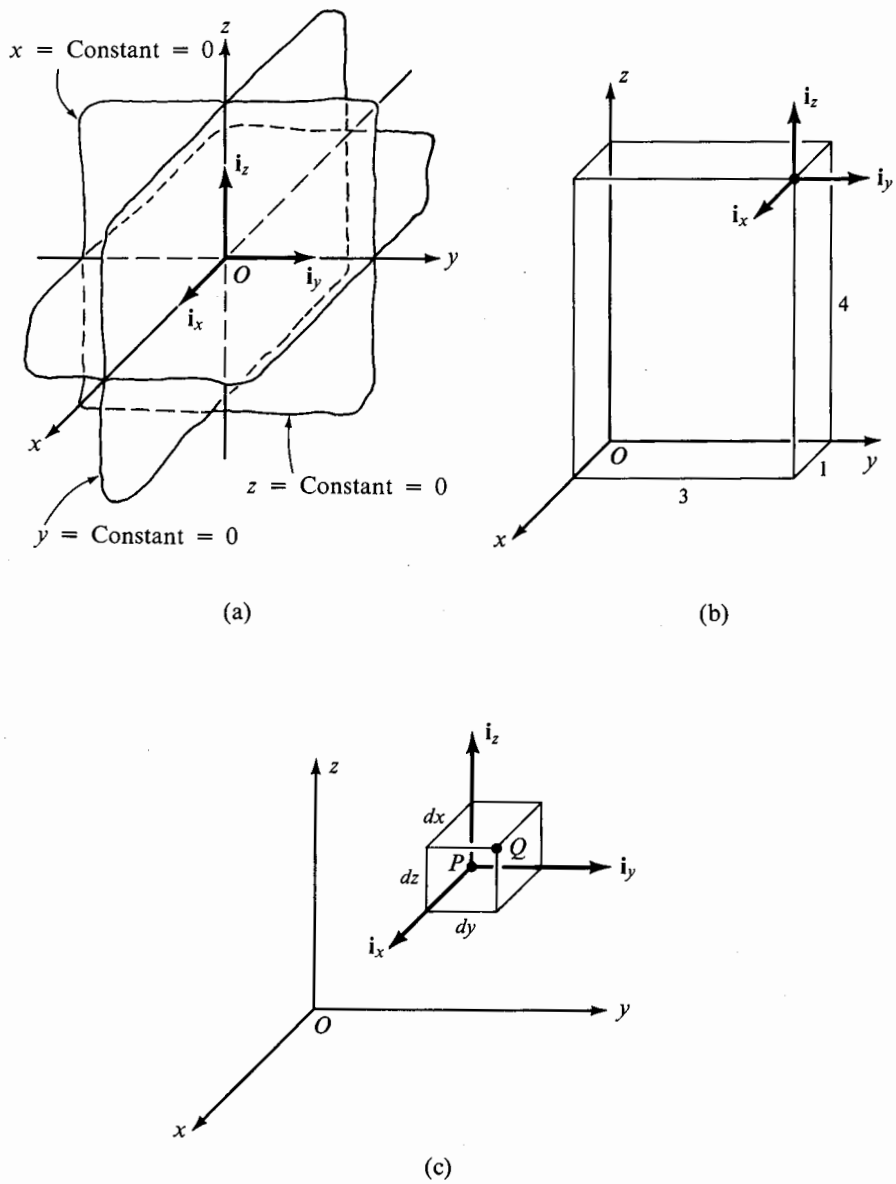 z
x = Constant = 0
i_z
O
y
i_y
i_x
x
z = Constant = 0
y = Constant = 0
(a)
z
i_z
i_y
i_x
4
O
y
1
3
x
(b)
i_z
z
dx
P
Q
dz
i_y
dy
i_x
O
y
x
(c)